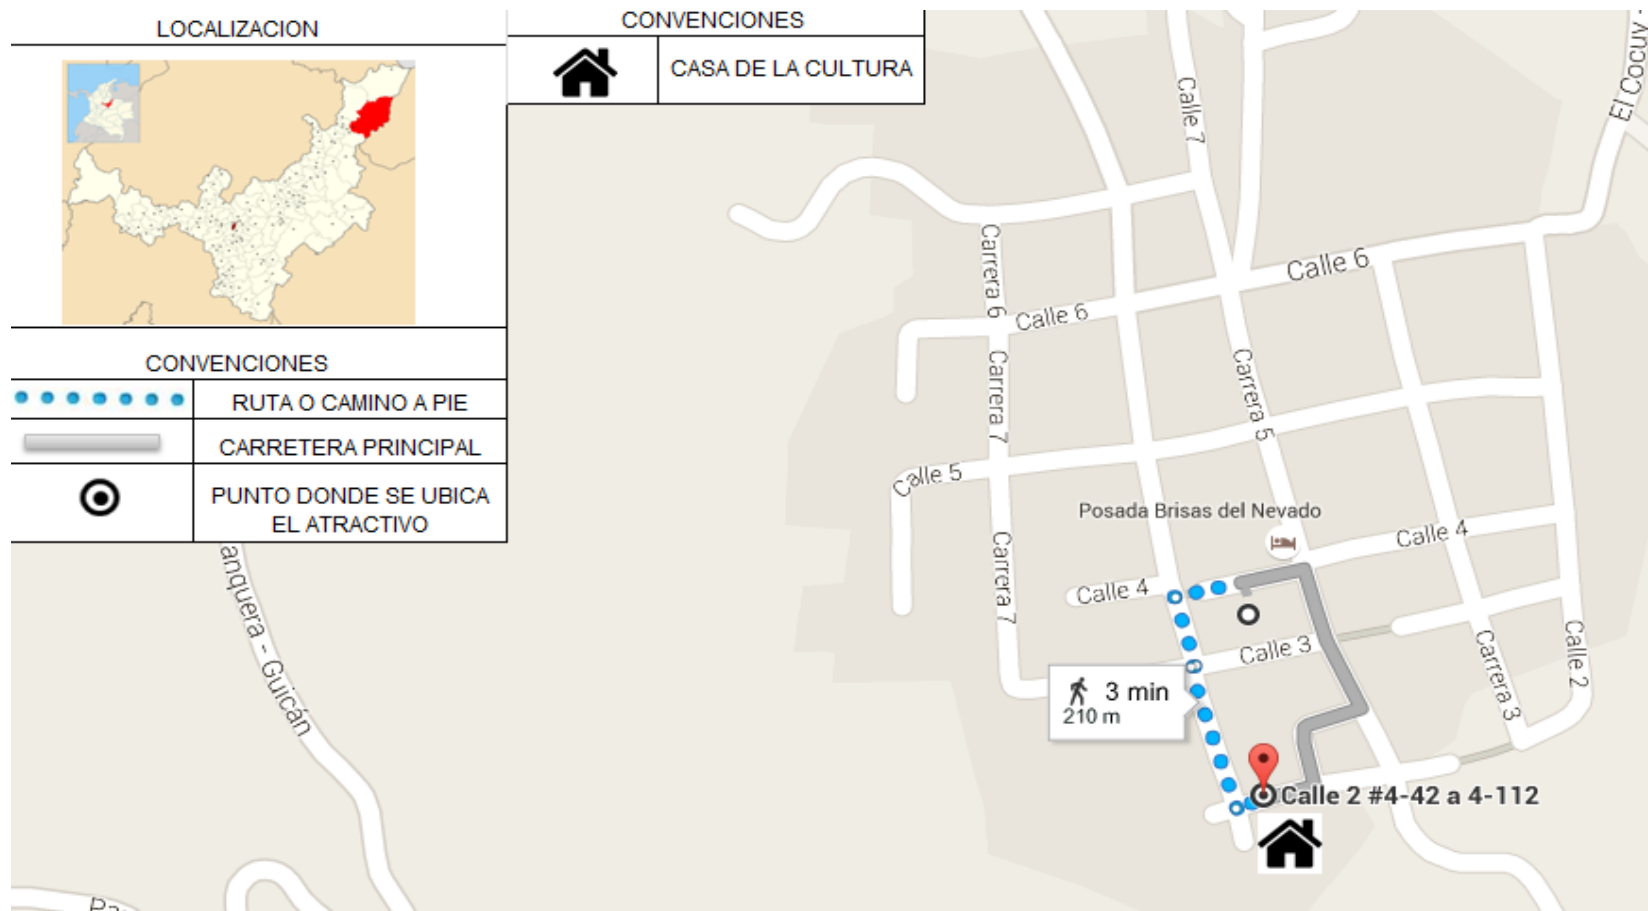 LOCALIZACION
CONVENCIONES
CASA DE LA CULTURA
CONVENCIONES
RUTA O CAMINO A PIE
CARRETERA PRINCIPAL
PUNTO DONDE SE UBICA
EL ATRACTIVO
Calle 7
El Cocuy -
Carrera 6
Calle 6
Calle 6
Carrera 7
Carrera 5
Calle 5
Posada Brisas del Nevado
Calle 4
Carrera 7
Calle 4
Calle 3
Carrera 3
Calle 2
anquera - Guicán
3 min
210 m
Calle 2 #4-42 a 4-112